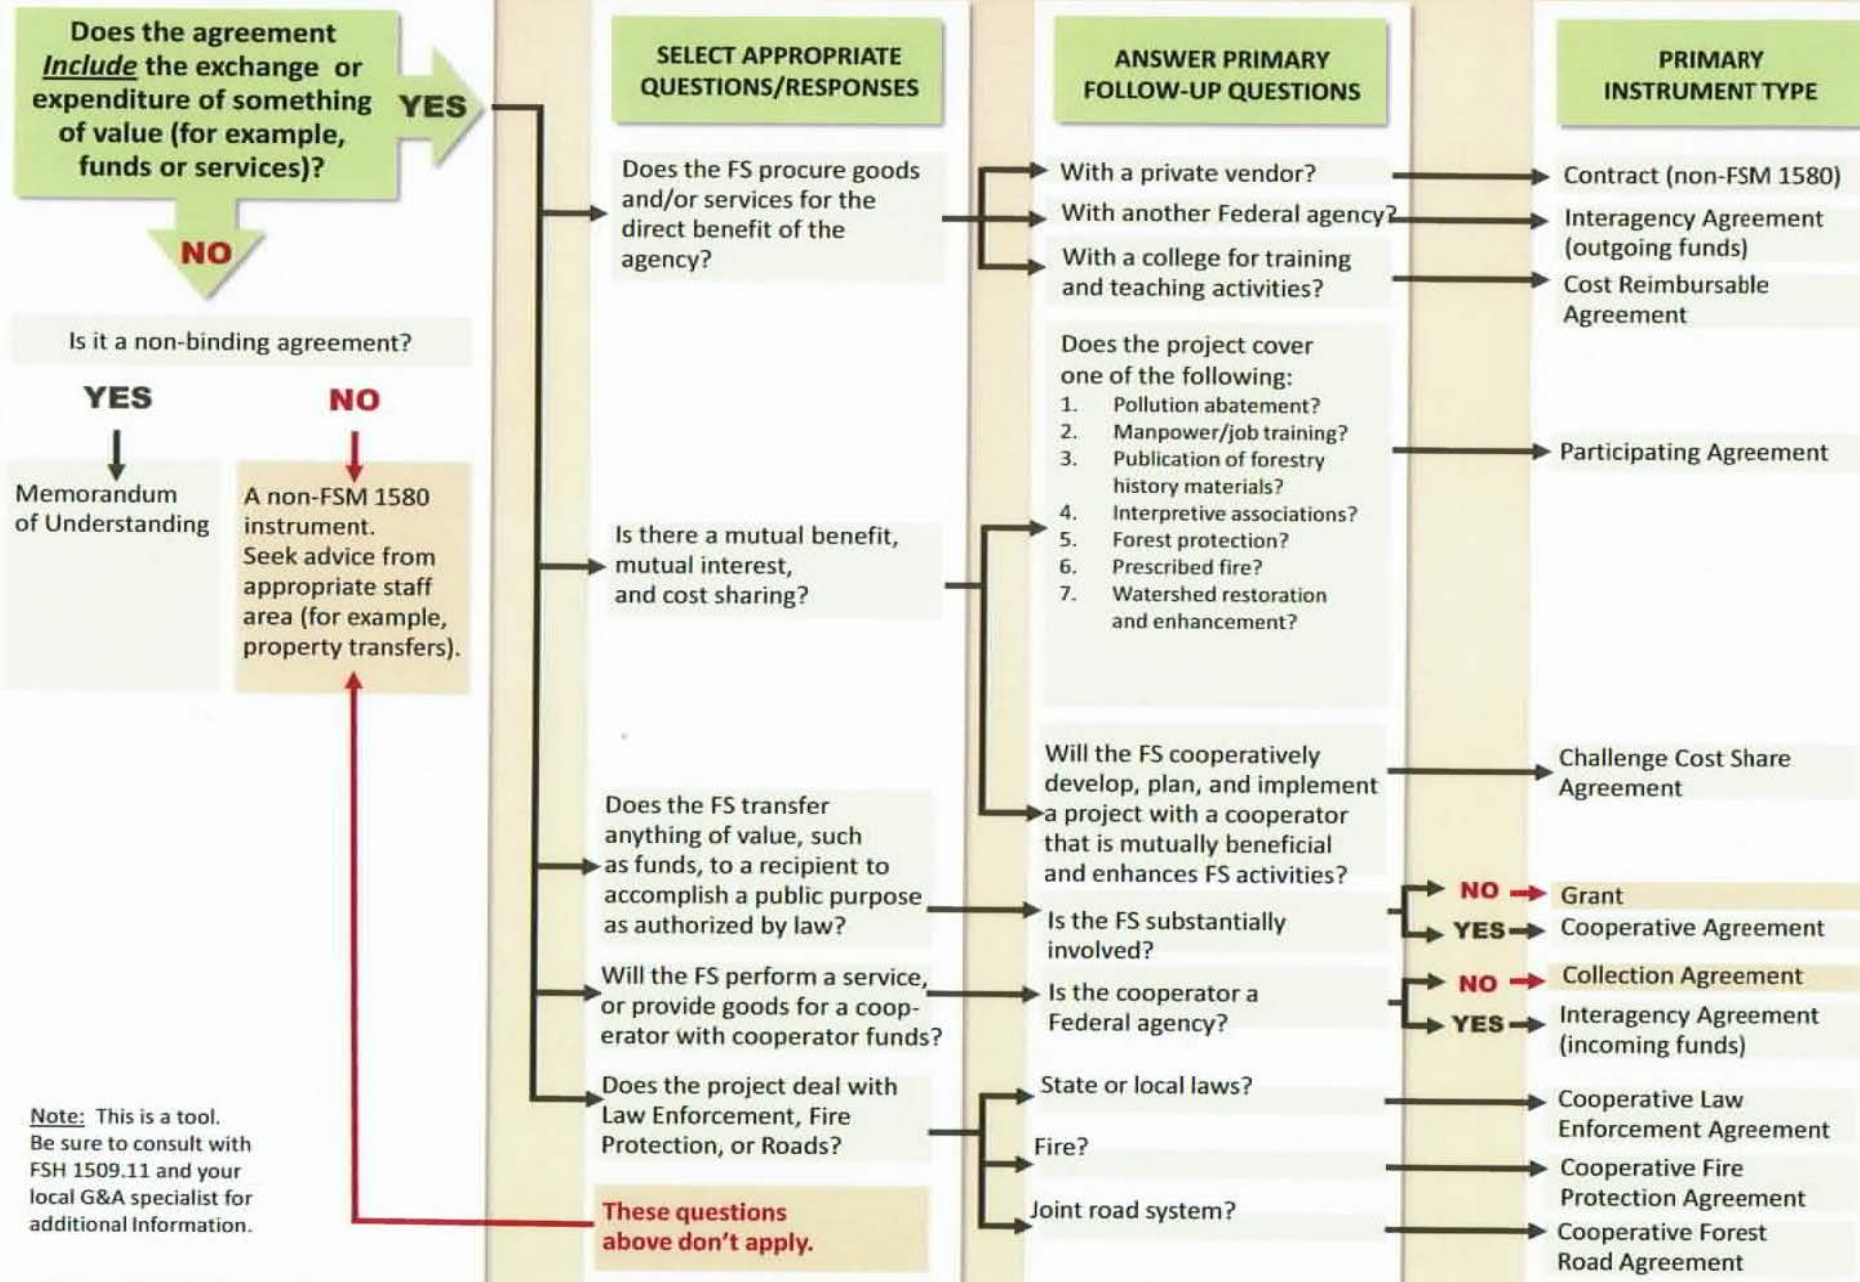 Does the agreement
Include the exchange or
expenditure of something
of value (for example,
funds or services)?
YES
NO
Is it a non-binding agreement?
YES
NO
Memorandum
of Understanding
A non-FSM 1580
instrument.
Seek advice from
appropriate staff
area (for example,
property transfers).
Note: This is a tool.
Be sure to consult with
FSH 1509.11 and your
local G&A specialist for
additional Information.
SELECT APPROPRIATE
QUESTIONS/RESPONSES
Does the FS procure goods
and/or services for the
direct benefit of the
agency?
Is there a mutual benefit,
mutual interest,
and cost sharing?
Does the FS transfer
anything of value, such
as funds, to a recipient to
accomplish a public purpose
as authorized by law?
Will the FS perform a service,
or provide goods for a coop-
erator with cooperator funds?
Does the project deal with
Law Enforcement, Fire
Protection, or Roads?
These questions
above don't apply.
ANSWER PRIMARY
FOLLOW-UP QUESTIONS
With a private vendor?
With another Federal agency?
With a college for training
and teaching activities?
Does the project cover
one of the following:
1. Pollution abatement?
2. Manpower/job training?
3. Publication of forestry
history materials?
4. Interpretive associations?
5. Forest protection?
6. Prescribed fire?
7. Watershed restoration
and enhancement?
Will the FS cooperatively
develop, plan, and implement
a project with a cooperator
that is mutually beneficial
and enhances FS activities?
Is the FS substantially
involved?
NO
YES
Is the cooperator a
Federal agency?
NO
YES
State or local laws?
Fire?
Joint road system?
PRIMARY
INSTRUMENT TYPE
Contract (non-FSM 1580)
Interagency Agreement
(outgoing funds)
Cost Reimbursable
Agreement
Participating Agreement
Challenge Cost Share
Agreement
Grant
Cooperative Agreement
Collection Agreement
Interagency Agreement
(incoming funds)
Cooperative Law
Enforcement Agreement
Cooperative Fire
Protection Agreement
Cooperative Forest
Road Agreement